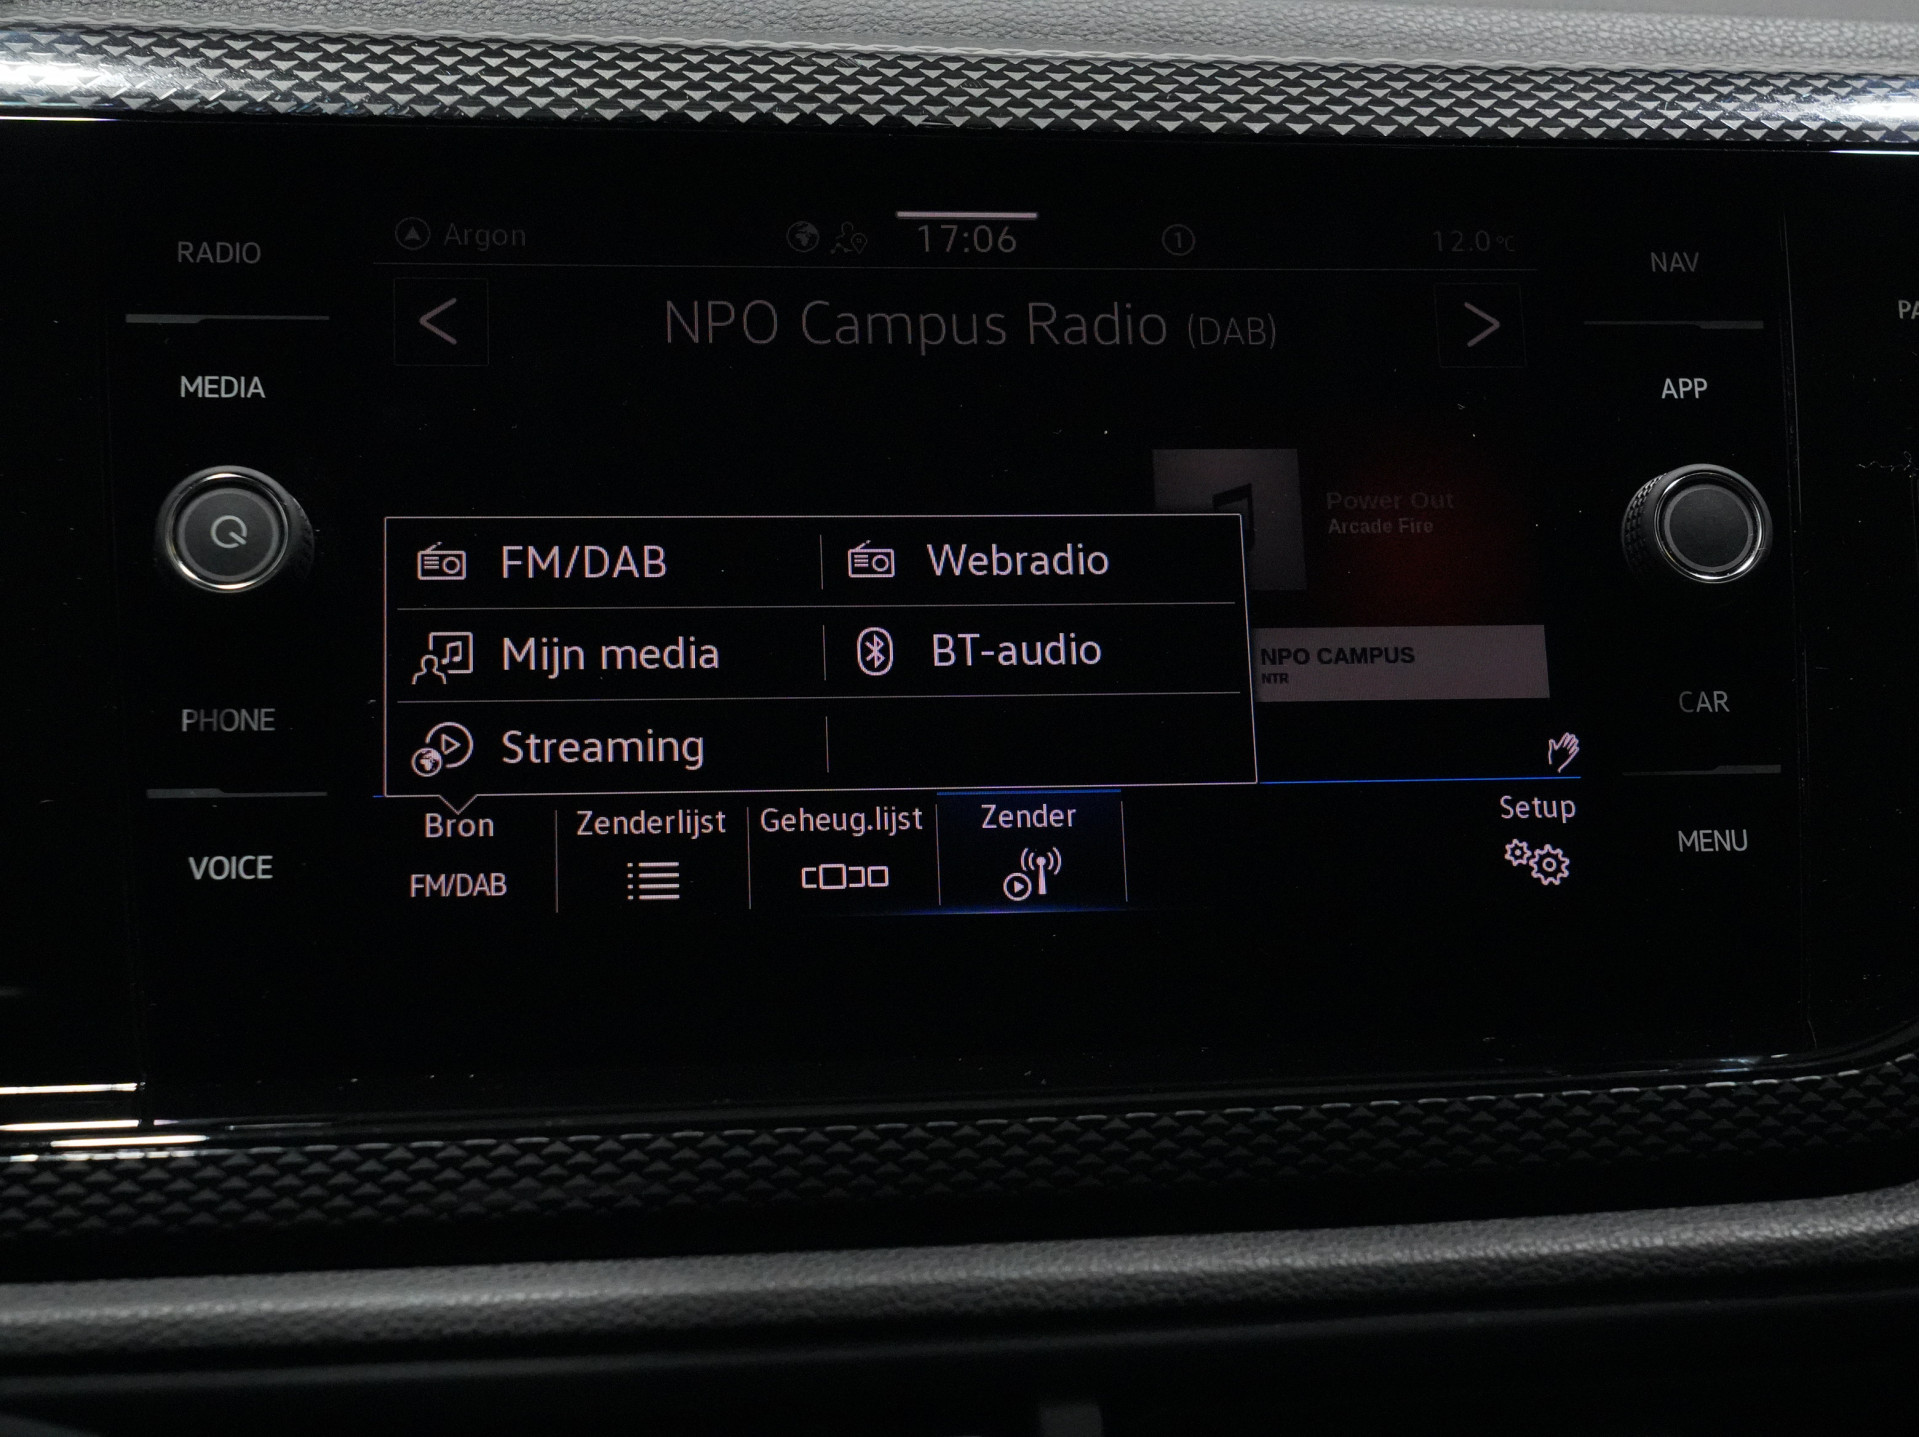 RADIO
MEDIA
PHONE
VOICE
Argon
17:06
1
12.0°C
NPO Campus Radio (DAB)
Power Out
Arcade Fire
NPO CAMPUS
NTR
FM/DAB
Webradio
Mijn media
BT-audio
Streaming
Bron
FM/DAB
Zenderlijst
Geheug.lijst
Zender
Setup
NAV
APP
CAR
MENU